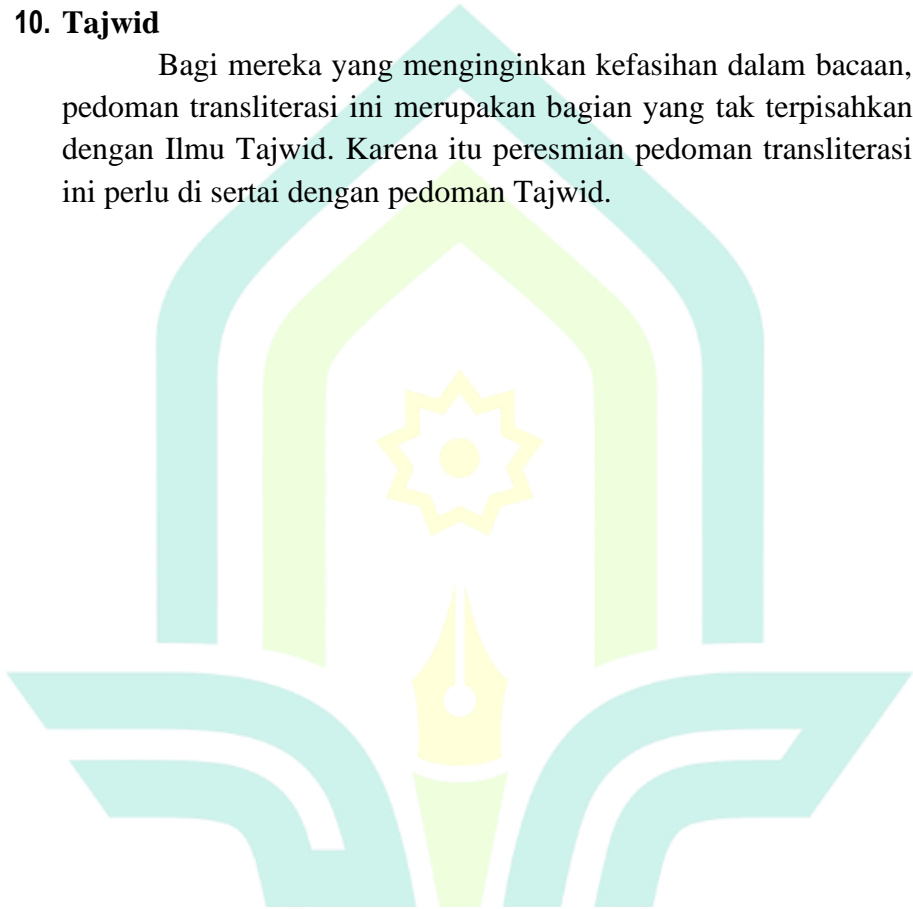 10. Tajwid
Bagi mereka yang menginginkan kefasihan dalam bacaan,
pedoman transliterasi ini merupakan bagian yang tak terpisahkan
dengan Ilmu Tajwid. Karena itu peresmian pedoman transliterasi
ini perlu di sertai dengan pedoman Tajwid.